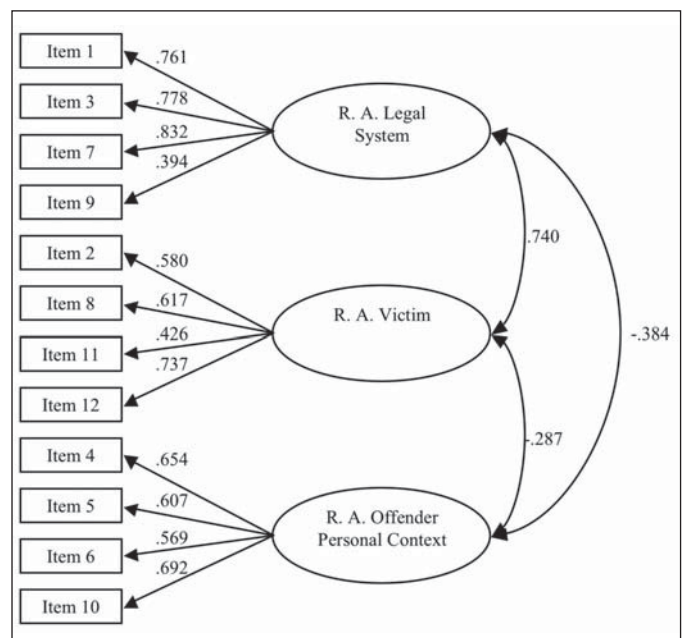 Item 1
.761
Item 3
.778
Item 7
.832
Item 9
.394
R. A. Legal
System
Item 2
.580
Item 8
.617
Item 11
.426
Item 12
.737
R. A. Victim
.740
-.384
-.287
Item 4
.654
Item 5
.607
Item 6
.569
Item 10
.692
R. A. Offender
Personal Context